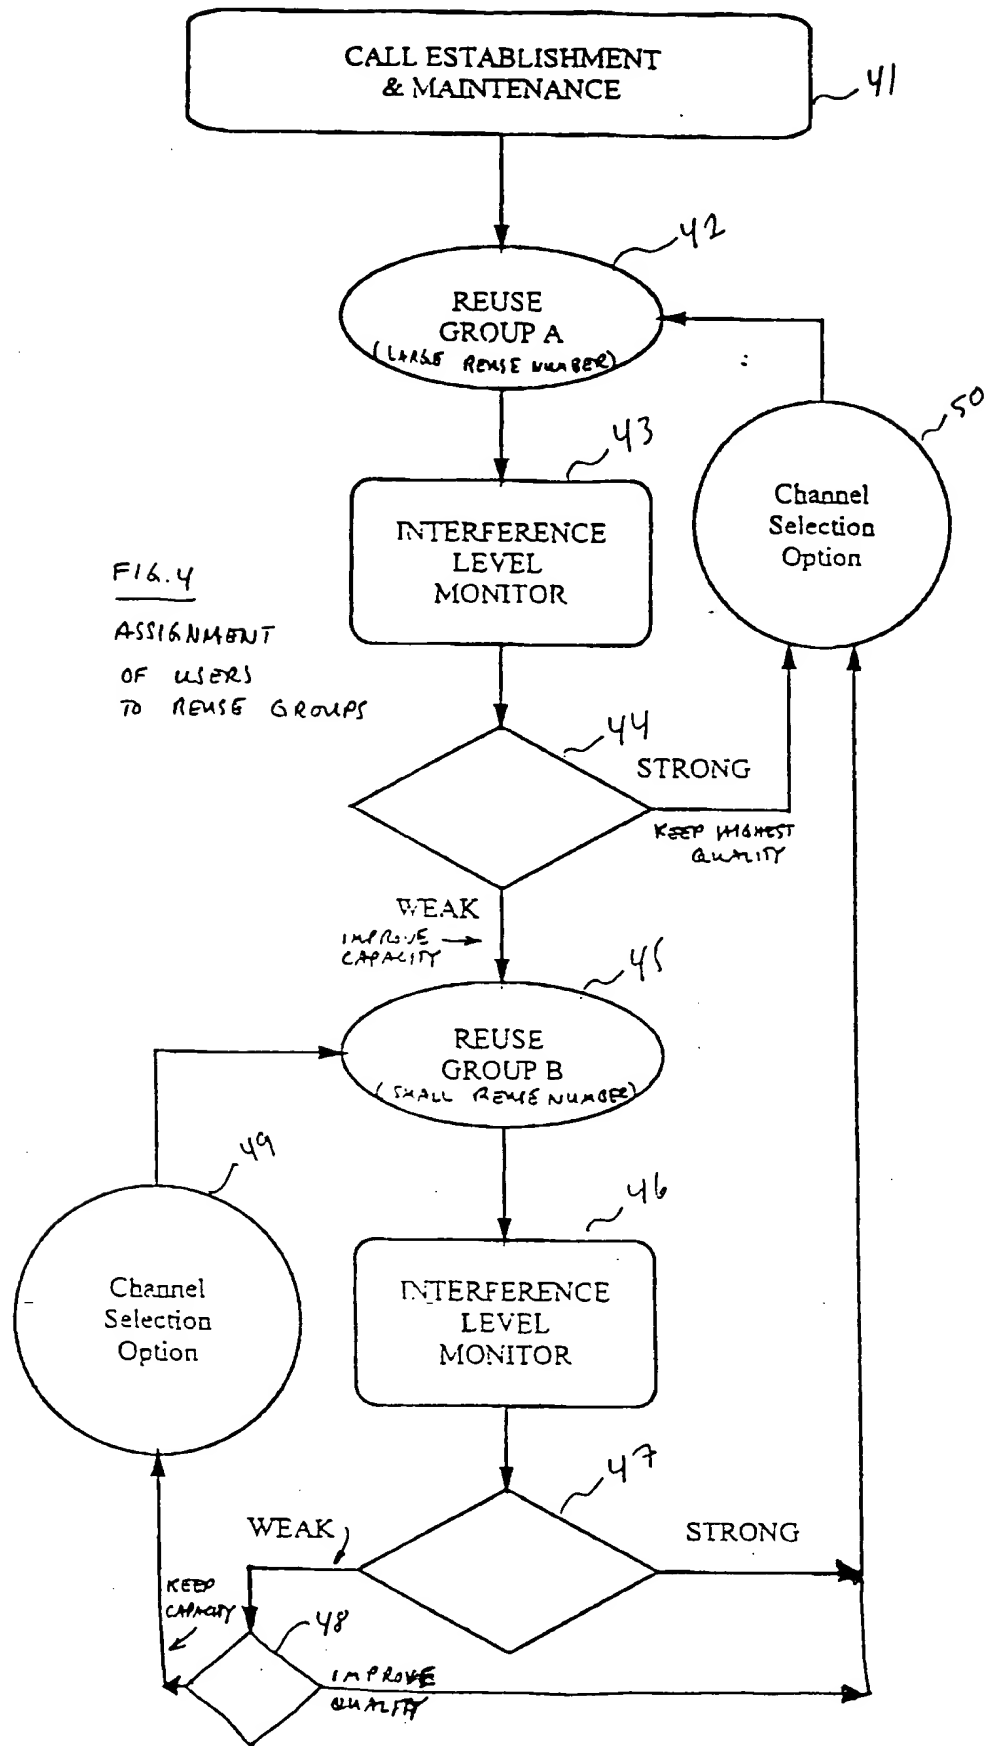 CALL ESTABLISHMENT
& MAINTENANCE
41
42
REUSE
GROUP A
(LARGE REUSE NUMBER)
50
43
Channel
Selection
Option
INTERFERENCE
LEVEL
MONITOR
FIG. 4
ASSIGNMENT
OF USERS
TO REUSE GROUPS
44
STRONG
KEEP HIGHEST
QUALITY
WEAK
IMPROVE
CAPACITY
45
REUSE
GROUP B
(SMALL REUSE NUMBER)
49
46
Channel
Selection
Option
INTERFERENCE
LEVEL
MONITOR
47
WEAK
STRONG
KEEP
CAPACITY
48
IMPROVE
QUALITY